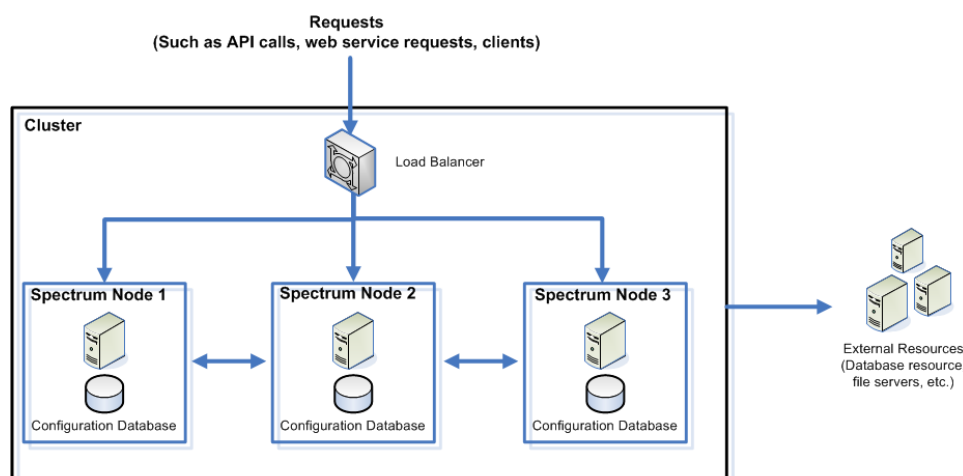 Requests
(Such as API calls, web service requests, clients)
Cluster
Load Balancer
Spectrum Node 1
Spectrum Node 2
Spectrum Node 3
Configuration Database
Configuration Database
Configuration Database
External Resources
(Database resource
file servers, etc.)